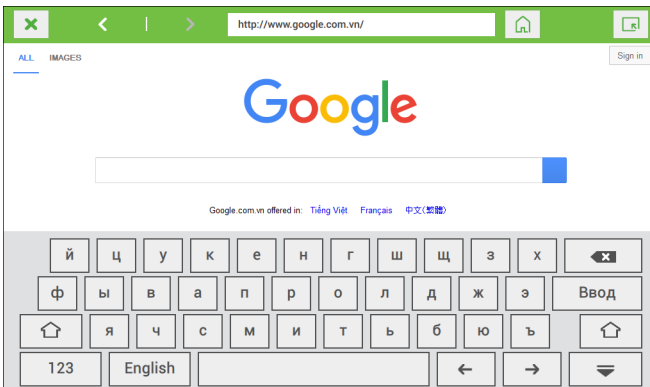 http://www.google.com.vn/
ALL IMAGES Sign in
Google
Google.com.vn offered in: Tiếng Việt Français 中文(繁體)
й ц у к е н г ш щ з х
ф ы в а п р о л д ж э Ввод
я ч с м и т ь б ю ъ
123 English